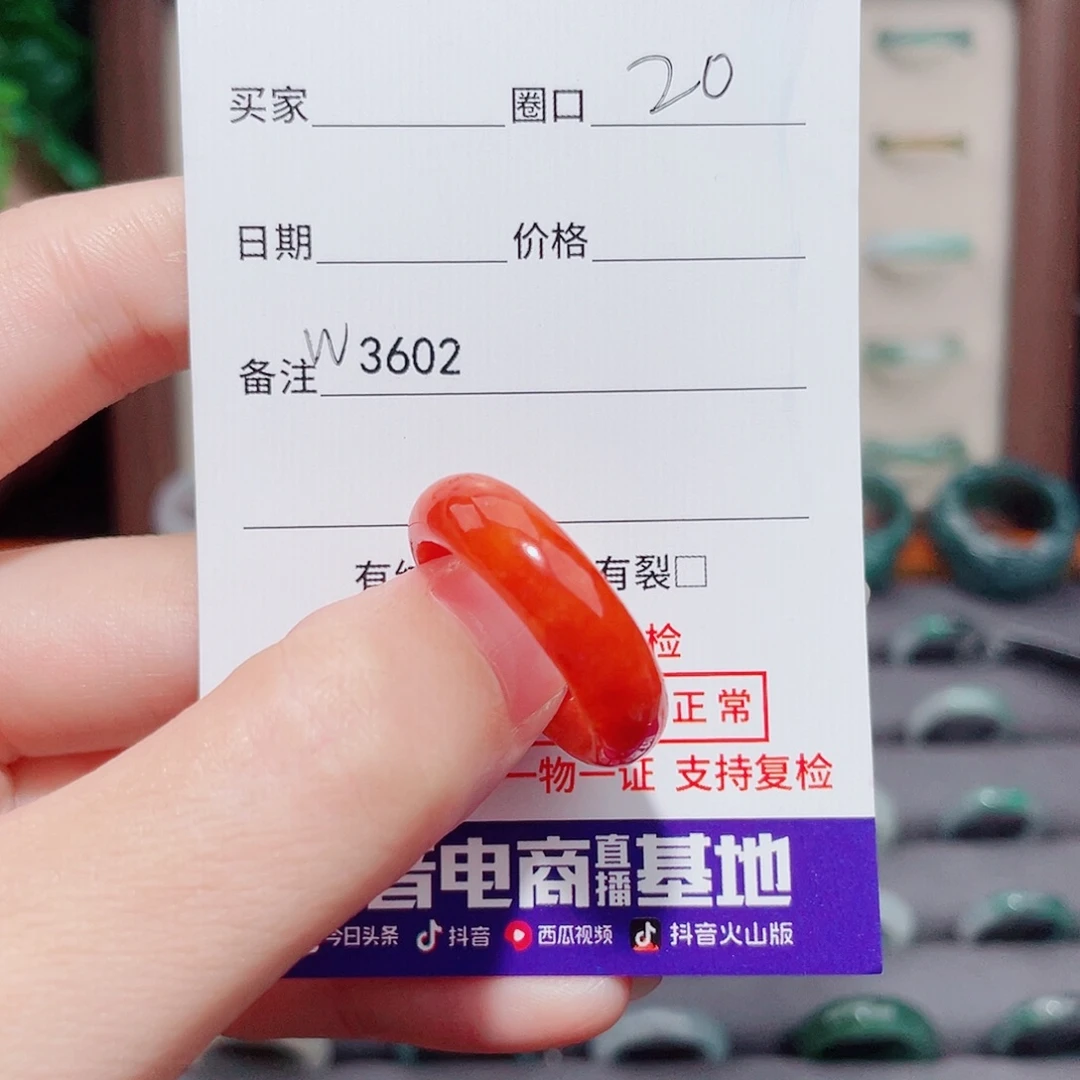 买家 圈口 20
日期 价格
备注 W 3602
有 有裂□
检
正常
一物一证 支持复检
音电商直播基地
今日头条 抖音 西瓜视频 抖音火山版